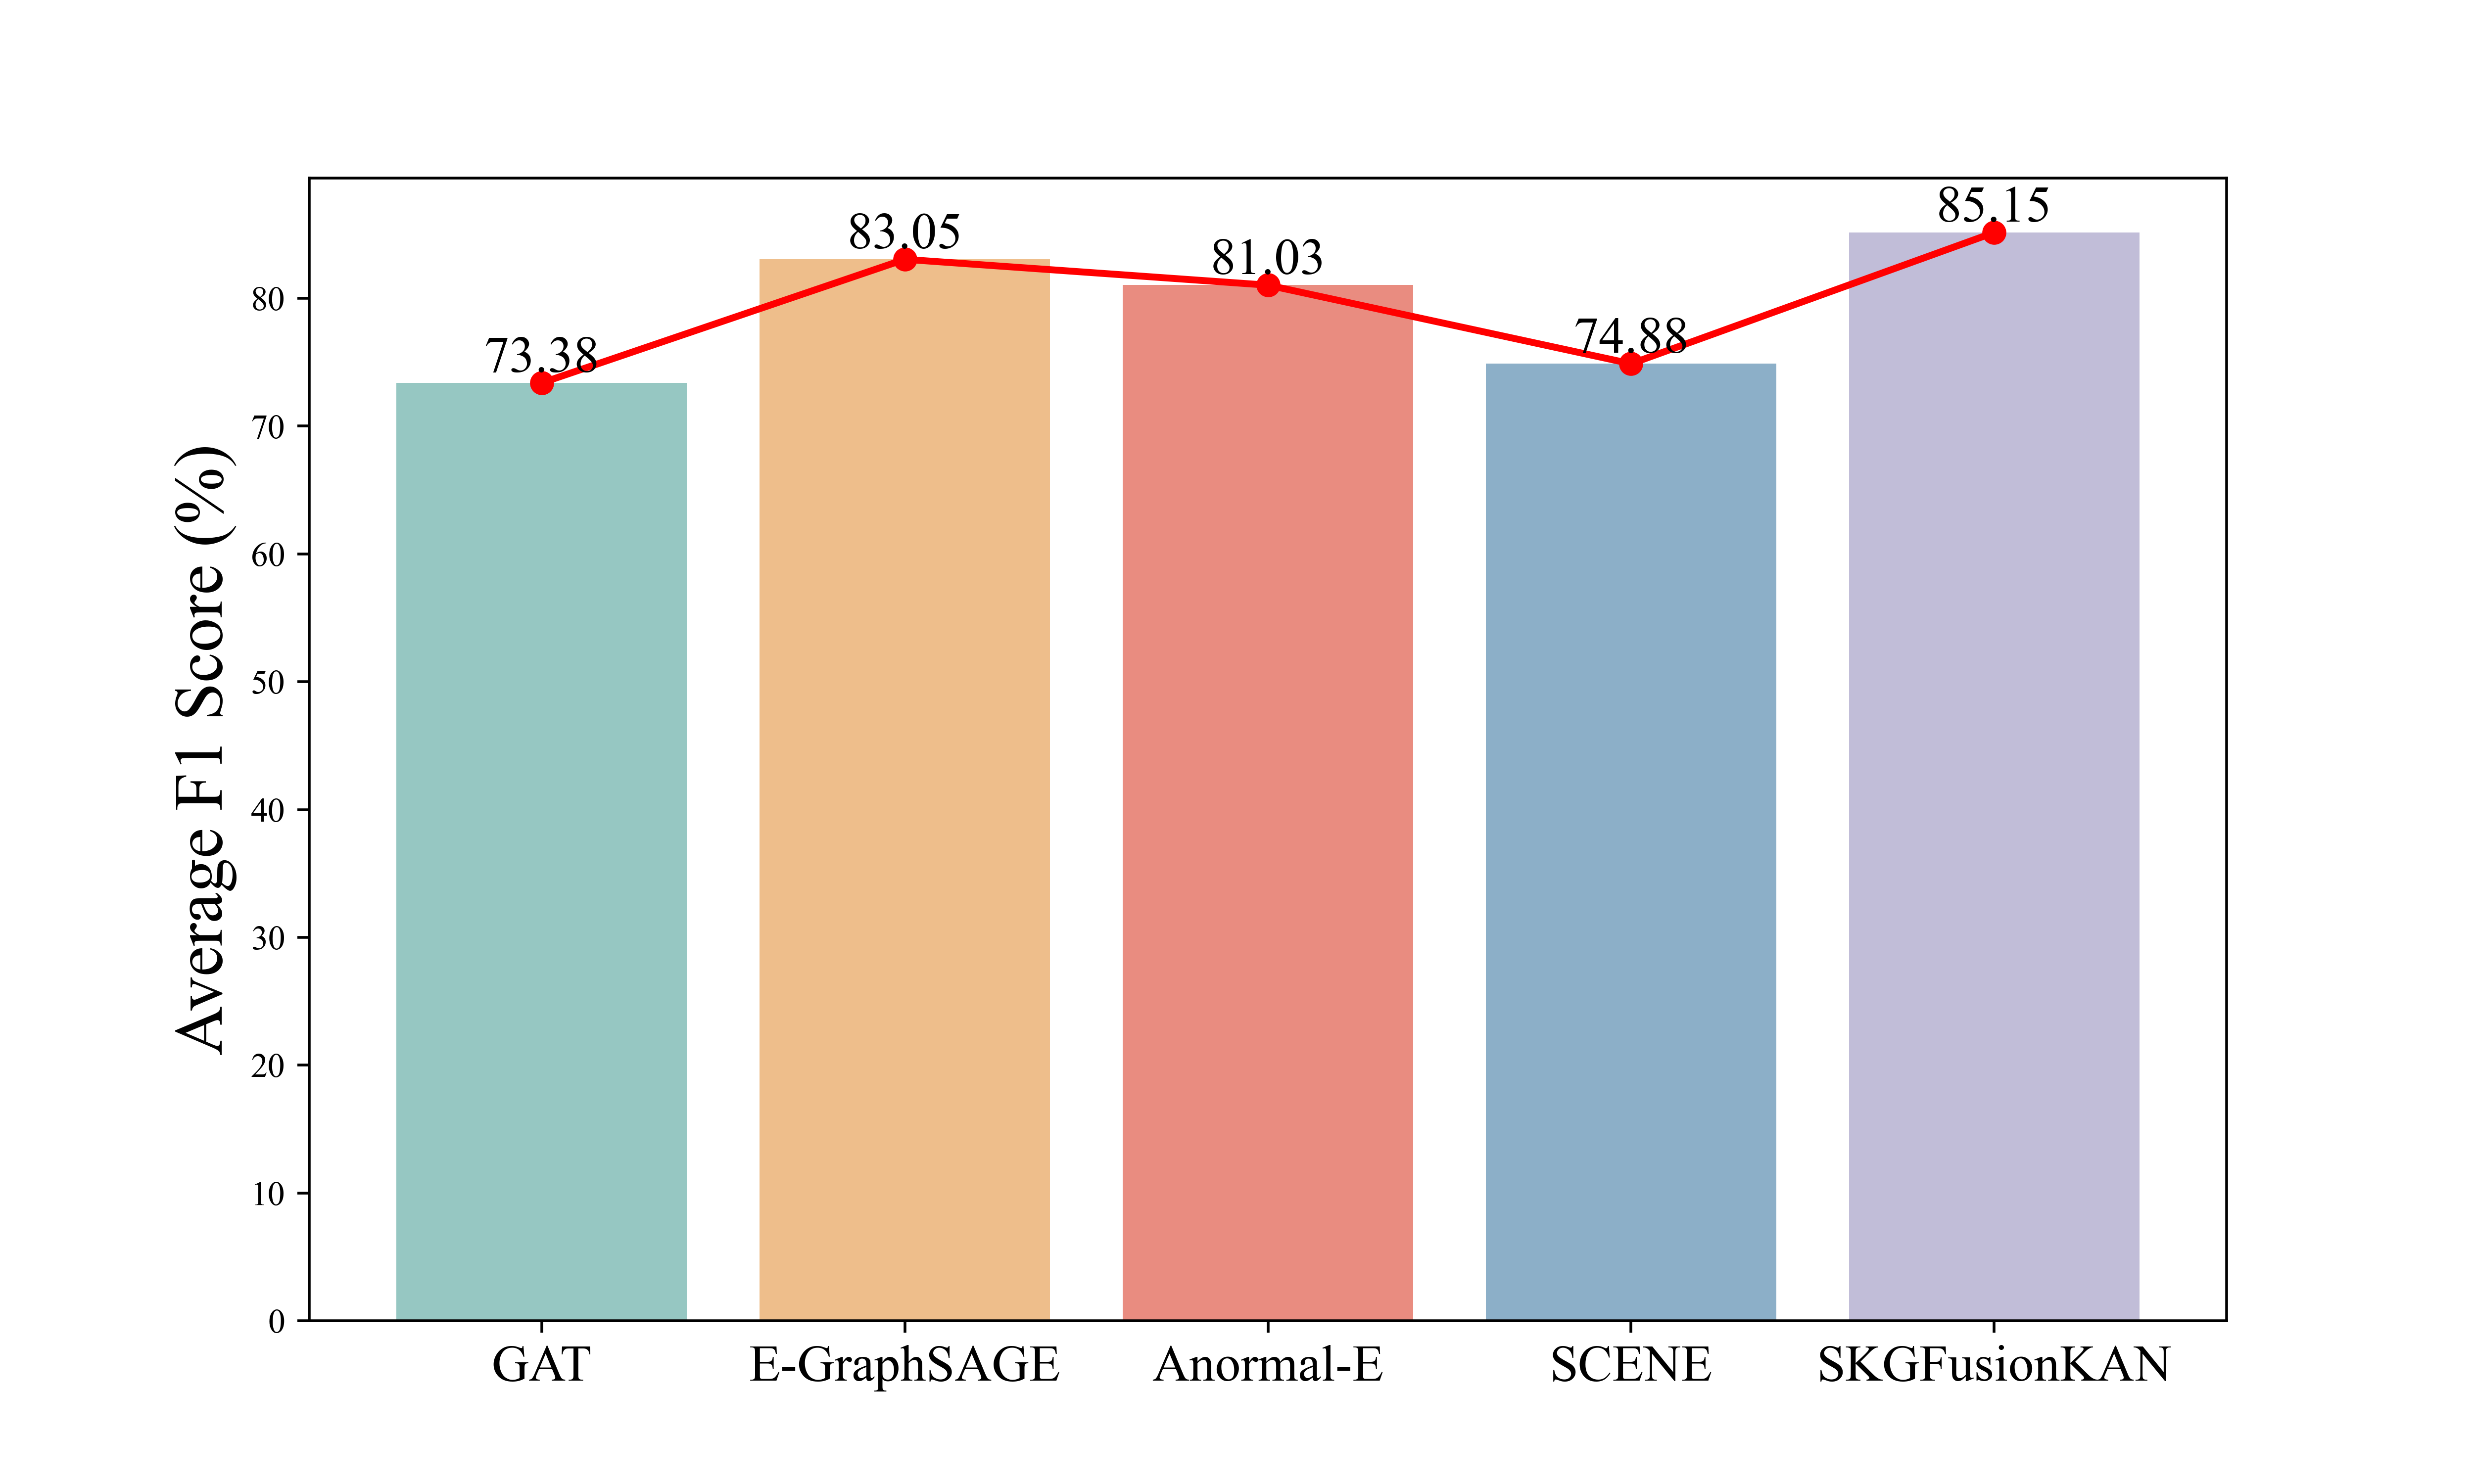 Average F1 Score (%)
80
70
60
50
40
30
20
10
0
73.38
83.05
81.03
74.88
85.15
GAT
E-GraphSAGE
Anormal-E
SCENE
SKGFusionKAN